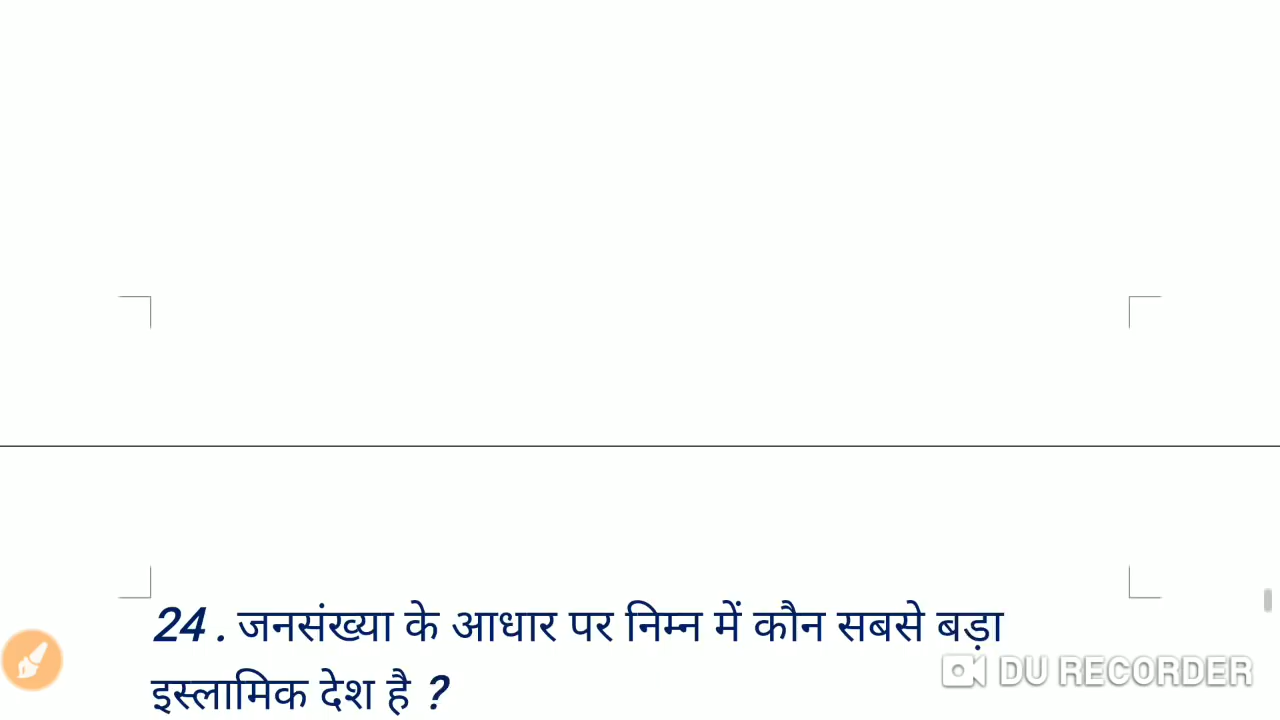 24 . जनसंख्या के आधार पर निम्न में कौन सबसे बड़ा
इस्लामिक देश है ?
DU RECORDER